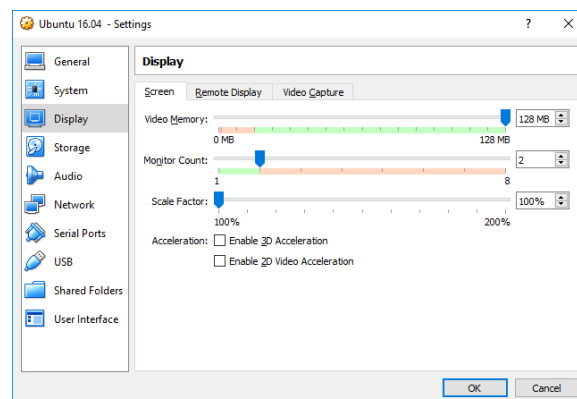 Ubuntu 16.04 - Settings
?
General
System
Display
Storage
Audio
Network
Serial Ports
USB
Shared Folders
User Interface
Display
Screen Remote Display Video Capture
Video Memory: 128 MB
0 MB 128 MB
Monitor Count: 2
1 8
Scale Factor: 100%
100% 200%
Acceleration: Enable 3D Acceleration
Enable 2D Video Acceleration
OK Cancel